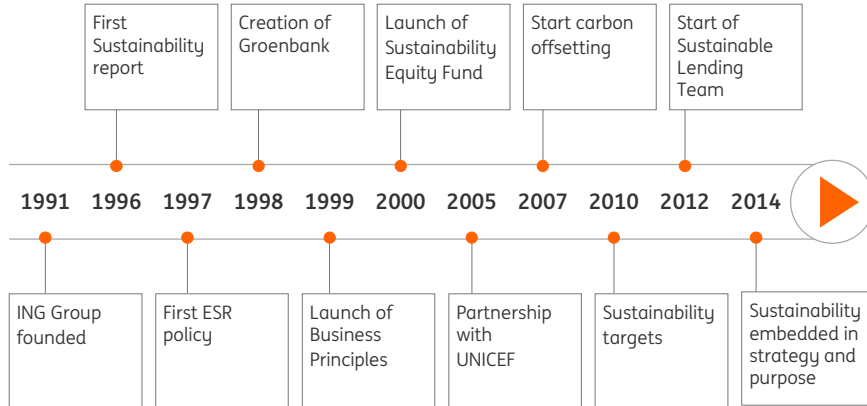 First
Sustainability
report
Creation of
Groenbank
Launch of
Sustainability
Equity Fund
Start carbon
offsetting
Start of
Sustainable
Lending
Team
1991 1996 1997 1998 1999 2000 2005 2007 2010 2012 2014
ING Group
founded
First ESR
policy
Launch of
Business
Principles
Partnership
with
UNICEF
Sustainability
targets
Sustainability
embedded in
strategy and
purpose